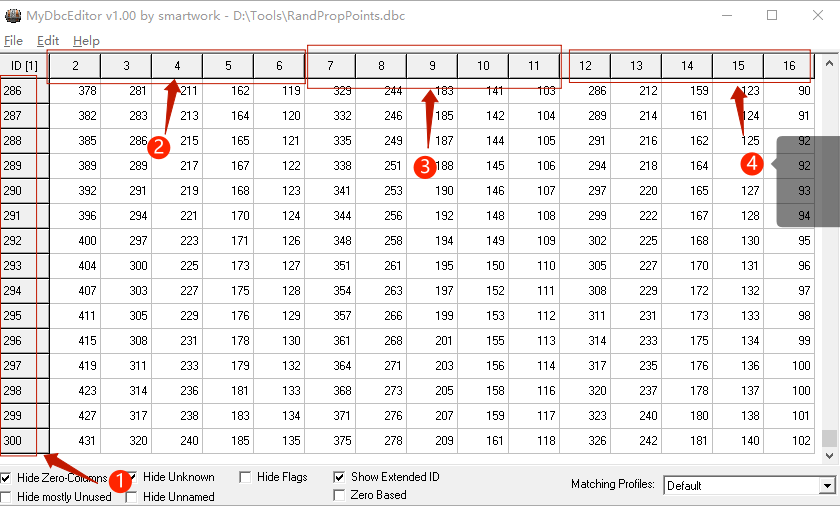 MyDbcEditor v1.00 by smartwork - D:\Tools\RandPropPoints.dbc
File Edit Help
ID [1] 2 3 4 5 6 7 8 9 10 11 12 13 14 15 16
286 378 281 211 162 119 329 244 183 141 103 286 212 159 123 90
287 382 283 213 164 120 332 246 185 142 104 289 214 161 124 91
288 385 286 215 165 121 335 249 187 144 105 291 216 162 125 92
289 389 289 217 167 122 338 251 188 145 106 294 218 164 92
290 392 291 219 168 123 341 253 190 146 107 297 220 165 127 93
291 396 294 221 170 124 344 256 192 148 108 299 222 167 128 94
292 400 297 223 171 126 348 258 194 149 109 302 225 168 130 95
293 404 300 225 173 127 351 261 195 150 110 305 227 170 131 96
294 407 303 227 175 128 354 263 197 152 111 308 229 172 132 97
295 411 305 229 176 129 357 266 199 153 112 311 231 173 133 98
296 415 308 231 178 130 361 268 201 155 113 314 233 175 134 99
297 419 311 233 179 132 364 271 203 156 114 317 235 176 136 100
298 423 314 236 181 133 368 273 205 158 116 320 237 178 137 100
299 427 317 238 183 134 371 276 207 159 117 323 240 180 138 101
300 431 320 240 185 135 375 278 209 161 118 326 242 181 140 102
2
3
4
1
Hide Zero-Columns Hide Unknown Hide Flags Show Extended ID
Hide mostly Unused Hide Unnamed Zero Based
Matching Profiles: Default